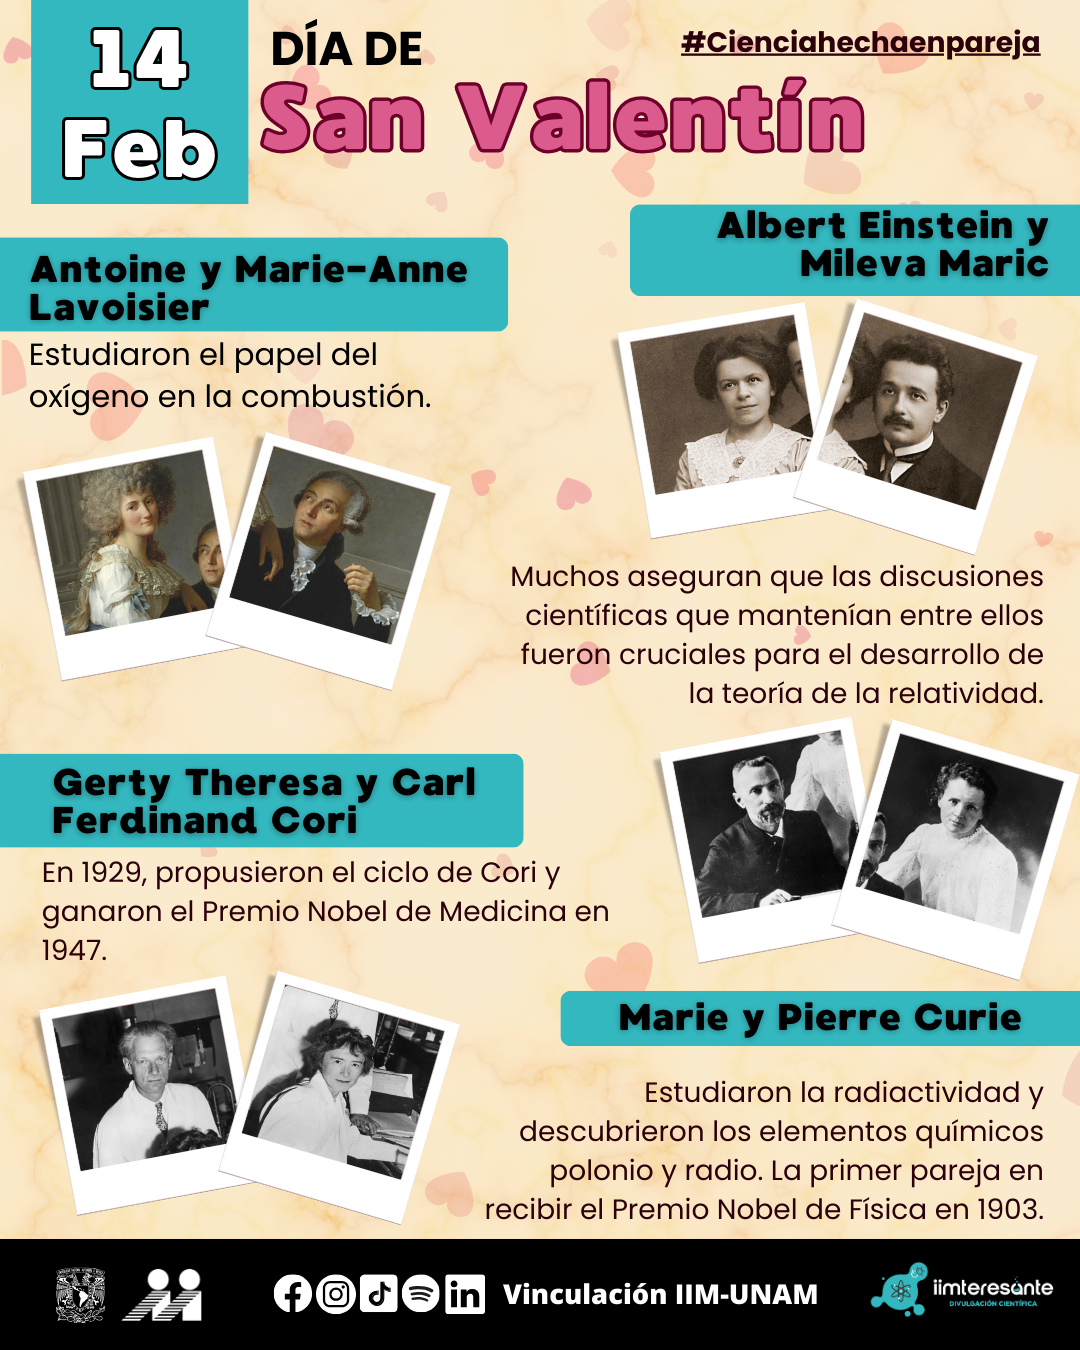 14
Feb
DÍA DE
San Valentín
#Cienciahechaenpareja
Antoine y Marie-Anne
Lavoisier
Estudiaron el papel del
oxígeno en la combustión.
Albert Einstein y
Mileva Maric
Muchos aseguran que las discusiones
científicas que mantenían entre ellos
fueron cruciales para el desarrollo de
la teoría de la relatividad.
Gerty Theresa y Carl
Ferdinand Cori
En 1929, propusieron el ciclo de Cori y
ganaron el Premio Nobel de Medicina en
1947.
Marie y Pierre Curie
Estudiaron la radiactividad y
descubrieron los elementos químicos
polonio y radio. La primer pareja en
recibir el Premio Nobel de Física en 1903.
Vinculación IIM-UNAM
iimteresánte
DIVULGACIÓN CIENTÍFICA